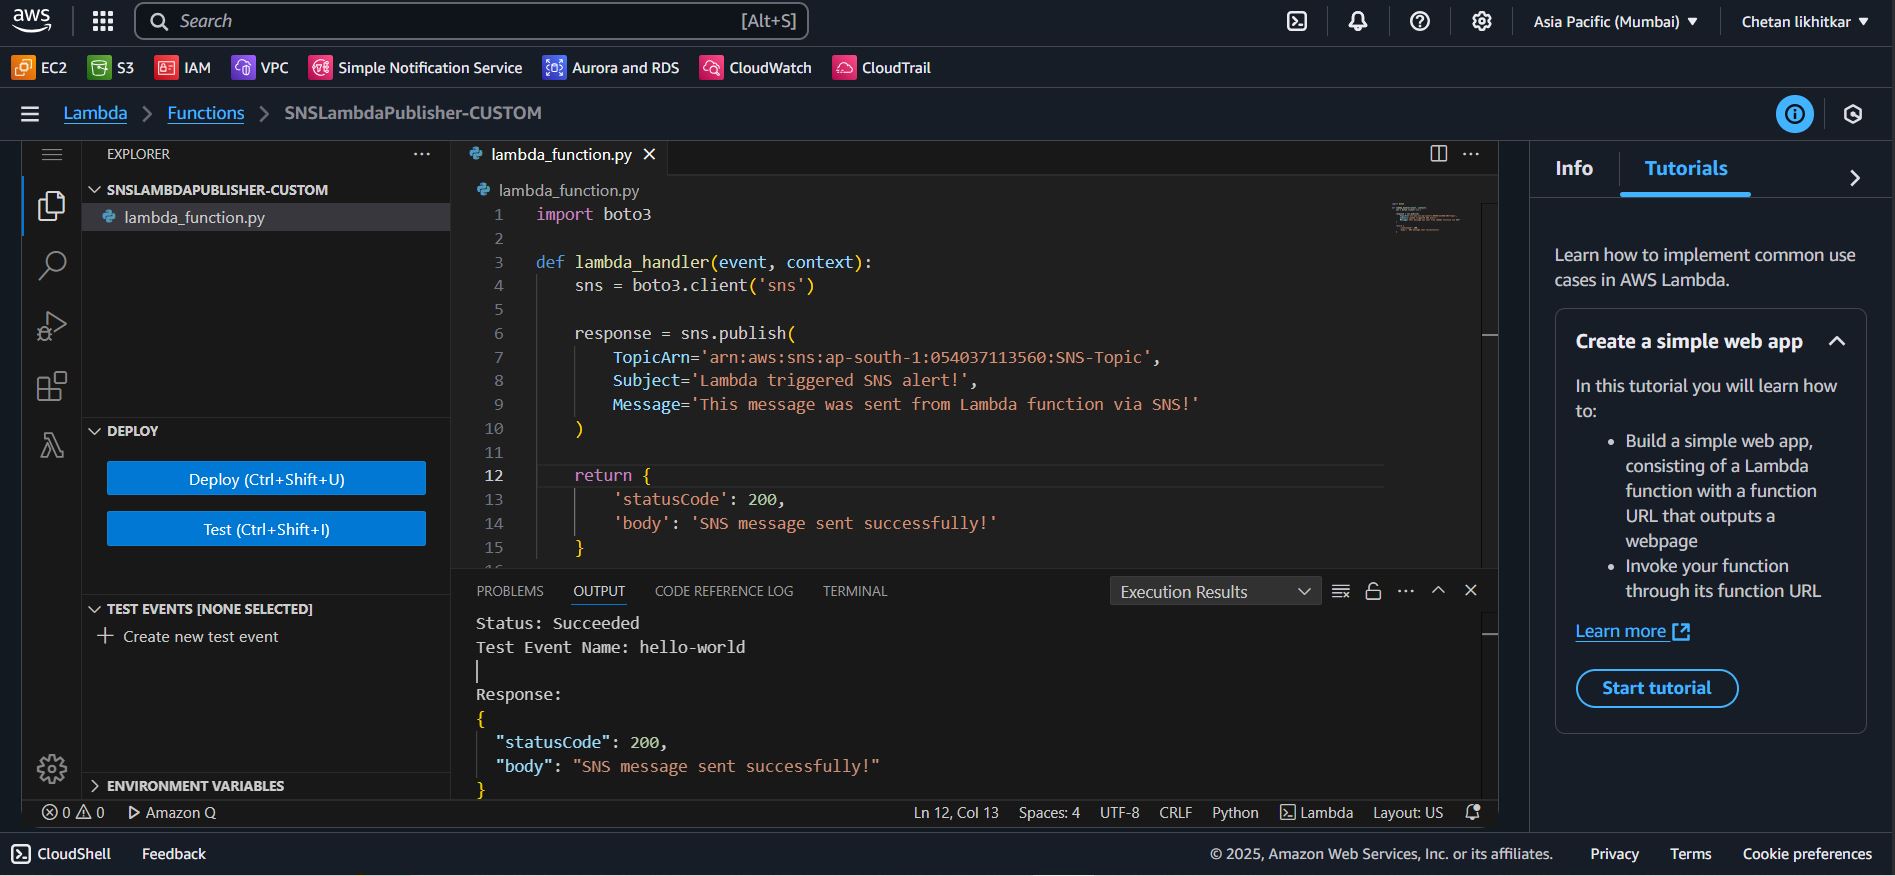 aws
Search [Alt+S]
Asia Pacific (Mumbai)
Chetan likhitkar
EC2 S3 IAM VPC Simple Notification Service Aurora and RDS CloudWatch CloudTrail
Lambda Functions SNSLambdaPublisher-CUSTOM
EXPLORER
SNSLAMBDAPUBLISHER-CUSTOM
lambda_function.py
DEPLOY
Deploy (Ctrl+Shift+U)
Test (Ctrl+Shift+I)
TEST EVENTS [NONE SELECTED]
Create new test event
ENVIRONMENT VARIABLES
lambda_function.py
lambda_function.py
1 import boto3
2
3 def lambda_handler(event, context):
4 sns = boto3.client('sns')
5
6 response = sns.publish(
7 TopicArn='arn:aws:sns:ap-south-1:054037113560:SNS-Topic',
8 Subject='Lambda triggered SNS alert!',
9 Message='This message was sent from Lambda function via SNS!'
10 )
11
12 return {
13 'statusCode': 200,
14 'body': 'SNS message sent successfully!'
15 }
PROBLEMS OUTPUT CODE REFERENCE LOG TERMINAL
Execution Results
Status: Succeeded
Test Event Name: hello-world
Response:
{
"statusCode": 200,
"body": "SNS message sent successfully!"
}
0 0 Amazon Q
Ln 12, Col 13 Spaces: 4 UTF-8 CRLF Python Lambda Layout: US
Info Tutorials
Learn how to implement common use
cases in AWS Lambda.
Create a simple web app
In this tutorial you will learn how
to:
• Build a simple web app,
consisting of a Lambda
function with a function
URL that outputs a
webpage
• Invoke your function
through its function URL
Learn more
Start tutorial
CloudShell Feedback
© 2025, Amazon Web Services, Inc. or its affiliates. Privacy Terms Cookie preferences